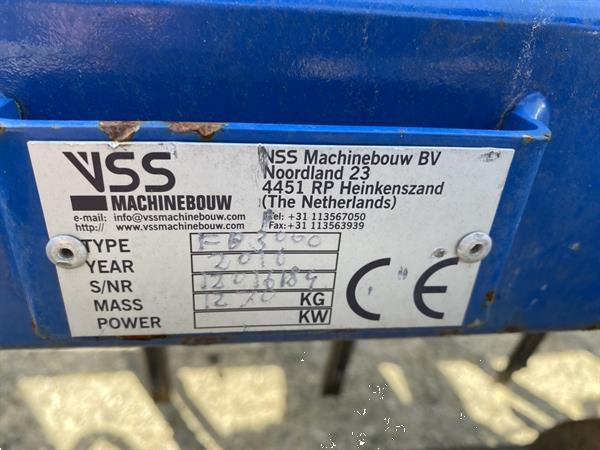 VSS
MACHINEBOUW
e-mail: info@vssmachinebouw.com
http://www.vssmachinebouw.com
VSS Machinebouw BV
Noordland 23
4451 RP Heinkenszand
(The Netherlands)
Tel: +31 113567050
Fax:+31 113563939
TYPE
YEAR 2016
S/NR
MASS KG
POWER KW
CE